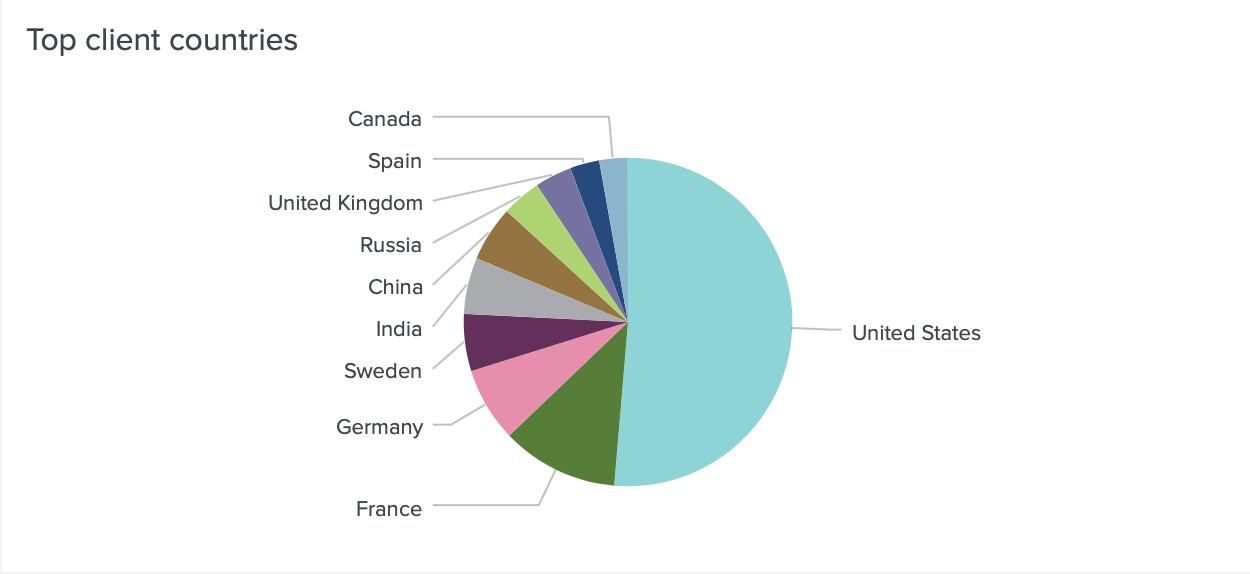 Top client countries
Canada
Spain
United Kingdom
Russia
China
India
Sweden
Germany
France
United States